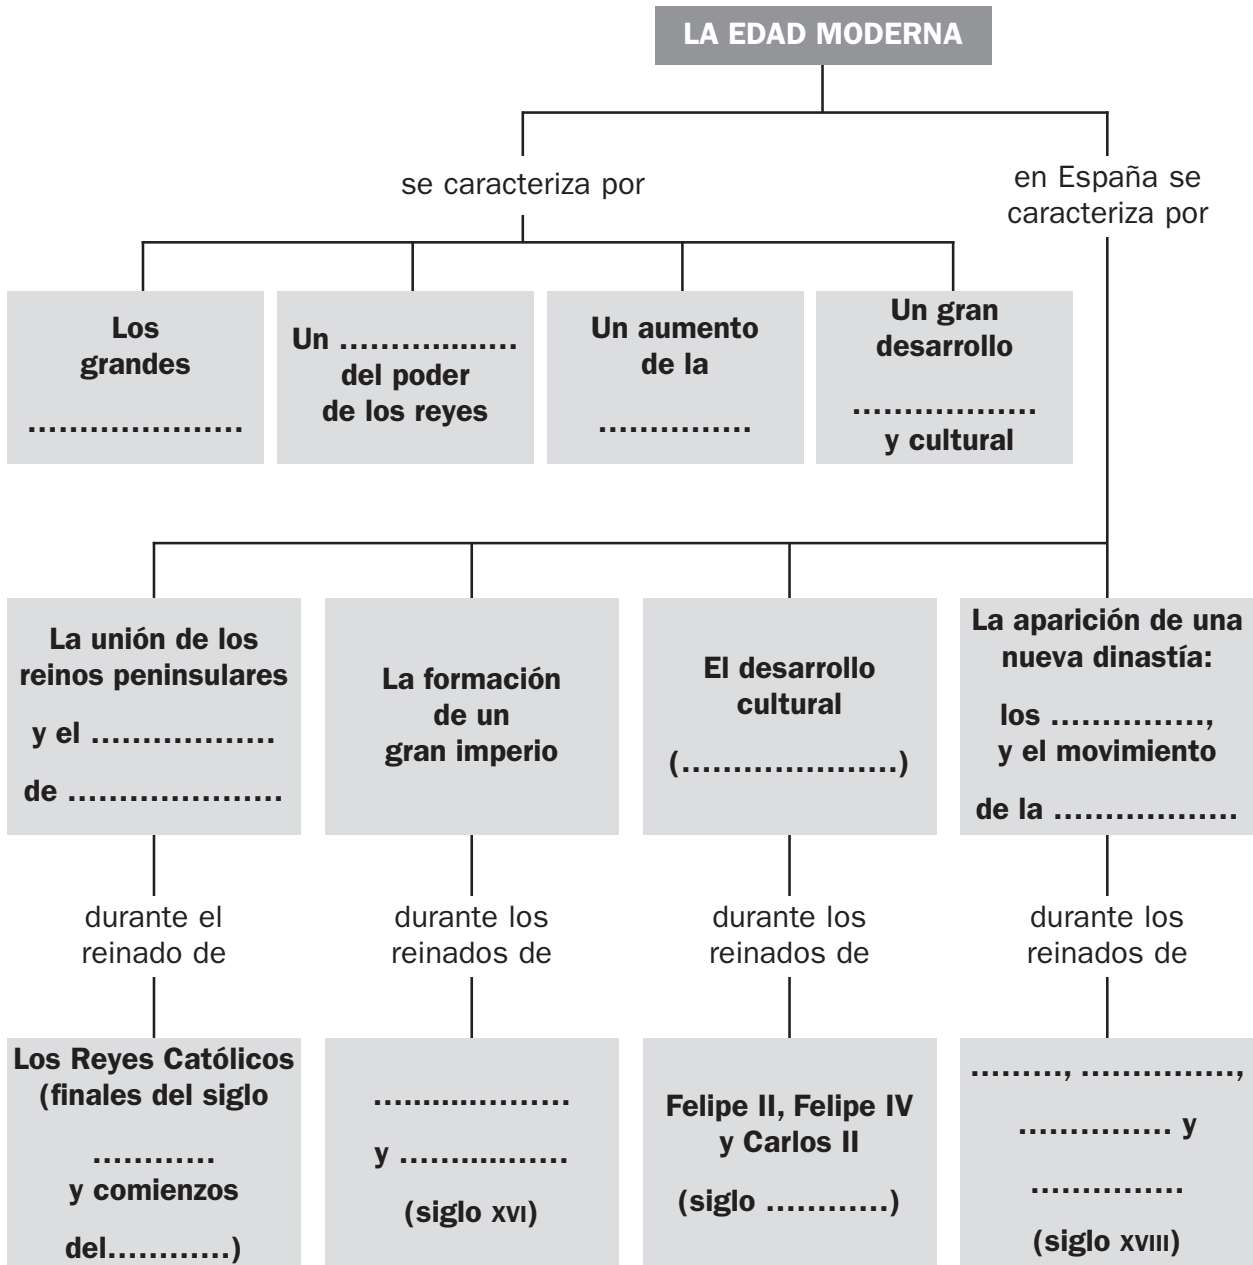 LA EDAD MODERNA
se caracteriza por
en España se
caracteriza por
Los
grandes
.....................
Un ..................
del poder
de los reyes
Un aumento
de la
...............
Un gran
desarrollo
..................
y cultural
La unión de los
reinos peninsulares
y el ..................
de .....................
La formación
de un
gran imperio
El desarrollo
cultural
(.....................)
La aparición de una
nueva dinastía:
los ...............,
y el movimiento
de la ..................
durante el
reinado de
durante los
reinados de
durante los
reinados de
durante los
reinados de
Los Reyes Católicos
(finales del siglo
............
y comienzos
del............)
....................
y .................
(siglo XVI)
Felipe II, Felipe IV
y Carlos II
(siglo ............)
........., ...............,
............... y
...............
(siglo XVIII)